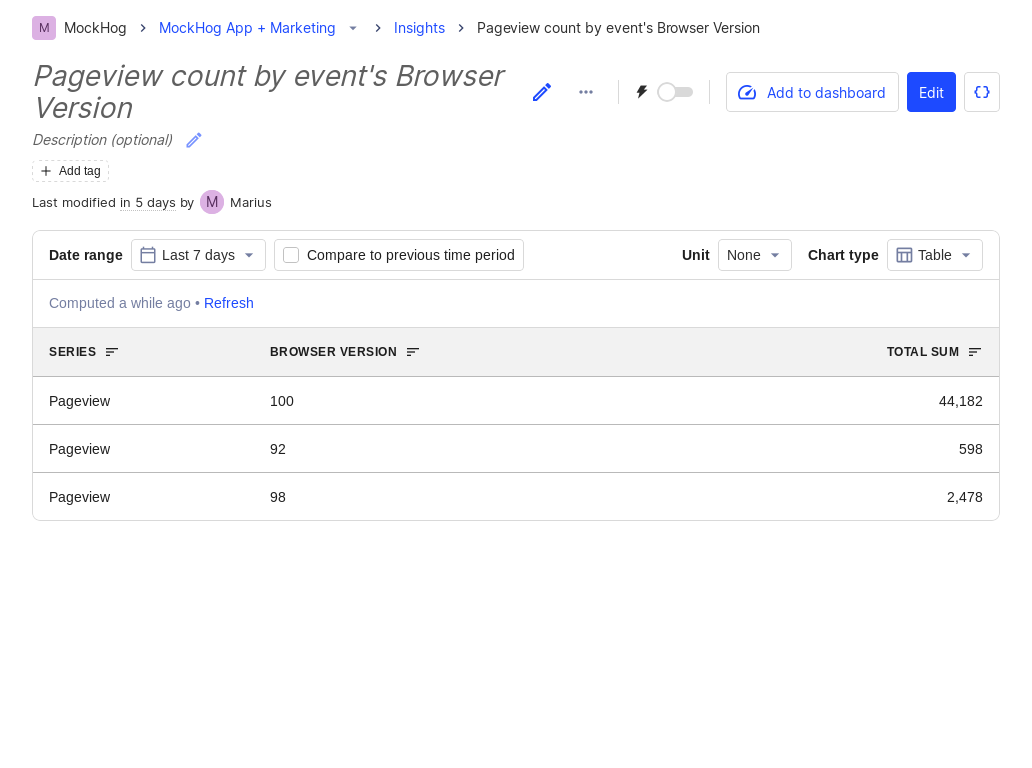 M MockHog MockHog App + Marketing Insights Pageview count by event's Browser Version
Pageview count by event's Browser
Version
Add to dashboard Edit
Description (optional)
Add tag
Last modified in 5 days by M Marius
Date range Last 7 days Compare to previous time period Unit None Chart type Table
Computed a while ago • Refresh
SERIES BROWSER VERSION TOTAL SUM
Pageview 100 44,182
Pageview 92 598
Pageview 98 2,478